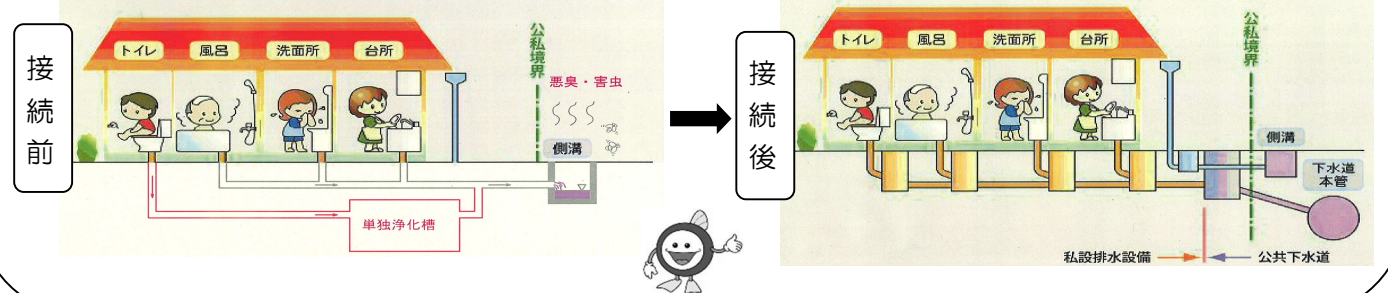 接続前
トイレ
風呂
洗面所
台所
公私境界
悪臭・害虫
側溝
単独浄化槽
接続後
トイレ
風呂
洗面所
台所
公私境界
側溝
下水道
本管
私設排水設備
公共下水道